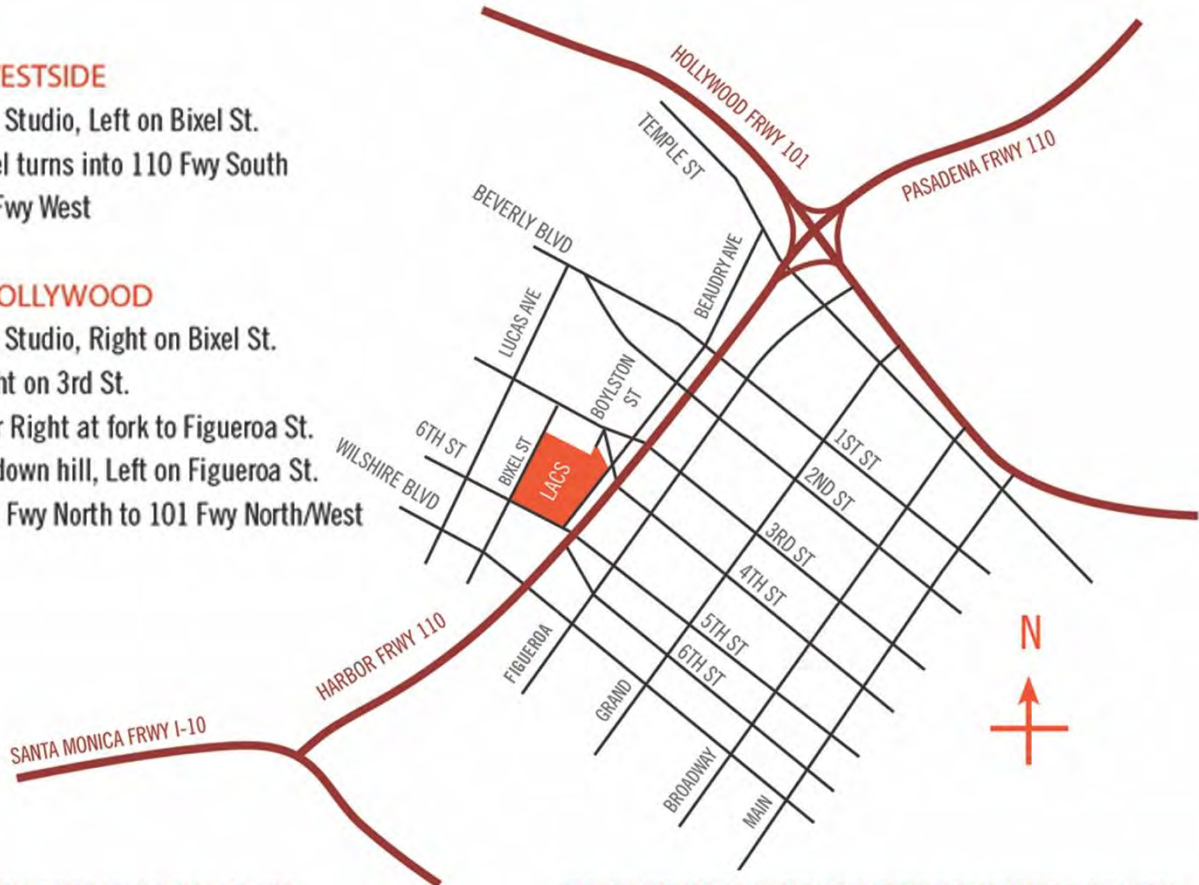 ESTSIDE
Studio, Left on Bixel St.
el turns into 110 Fwy South
Fwy West
OLLYWOOD
Studio, Right on Bixel St.
ht on 3rd St.
r Right at fork to Figueroa St.
down hill, Left on Figueroa St.
Fwy North to 101 Fwy North/West
HOLLYWOOD FRWY 101
PASADENA FRWY 110
TEMPLE ST
BEVERLY BLVD
BEAUDRY AVE
LUCAS AVE
BOYLSTON
ST
6TH ST
WILSHIRE BLVD
BIXEL ST
LACS
1ST ST
2ND ST
3RD ST
4TH ST
5TH ST
6TH ST
HARBOR FRWY 110
SANTA MONICA FRWY I-10
FIGUEROA
GRAND
BROADWAY
MAIN
N